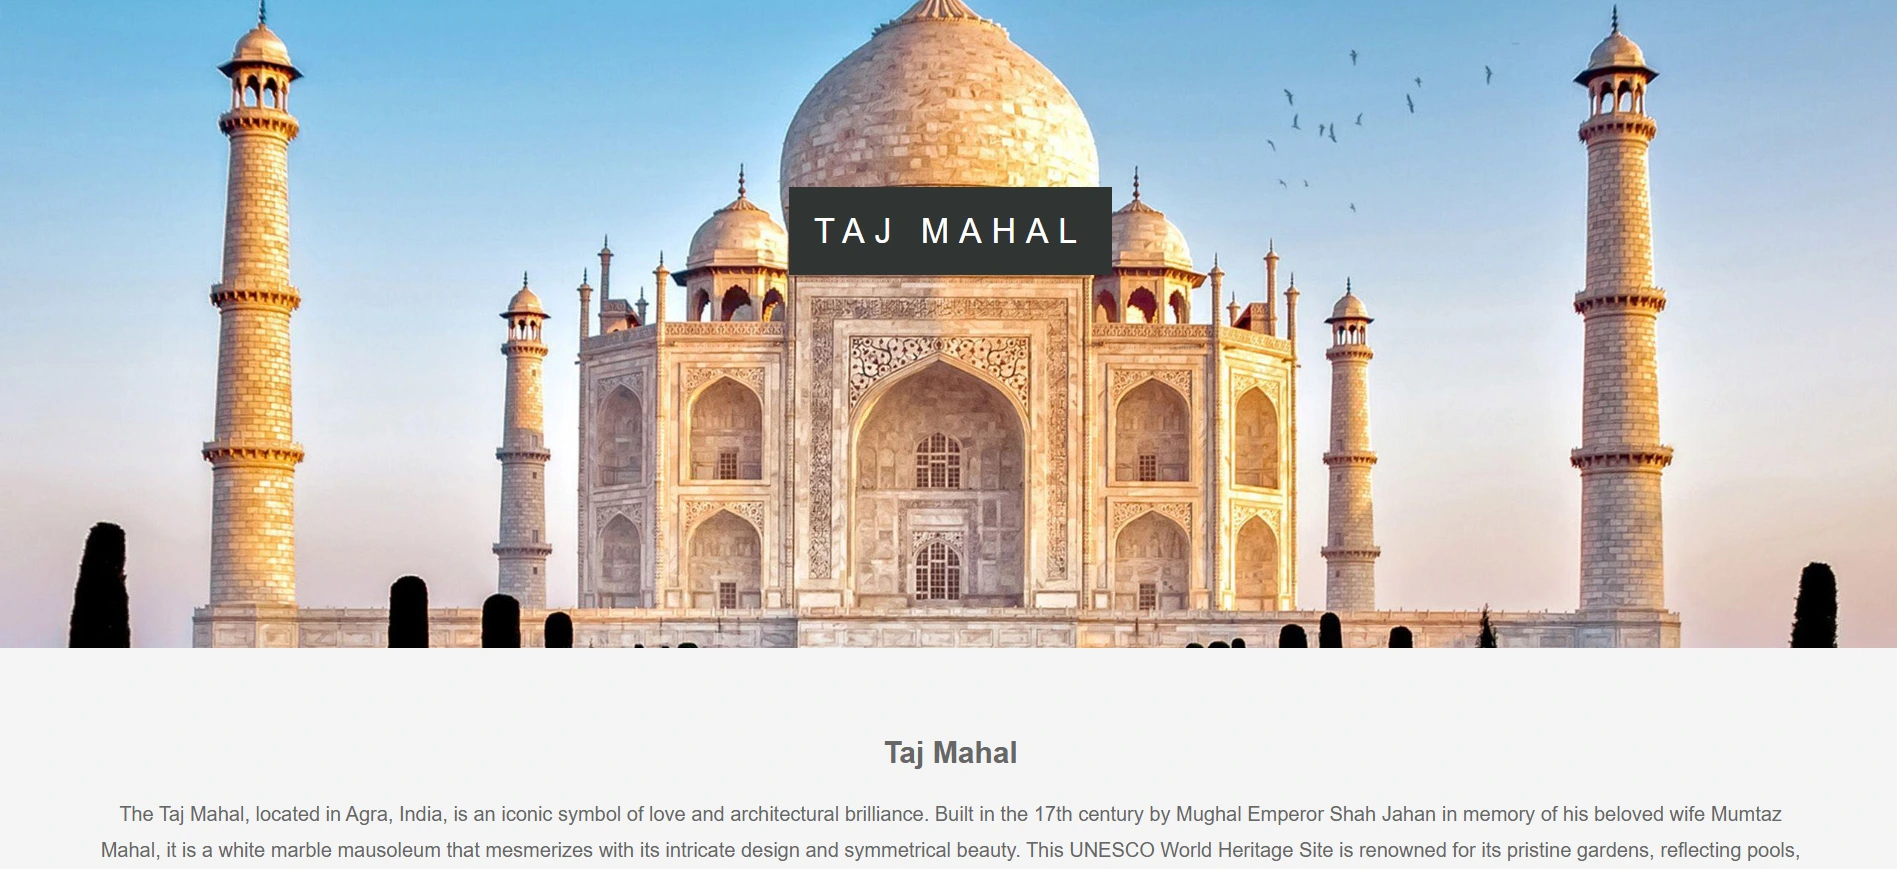 TAJ MAHAL
Taj Mahal
The Taj Mahal, located in Agra, India, is an iconic symbol of love and architectural brilliance. Built in the 17th century by Mughal Emperor Shah Jahan in memory of his beloved wife Mumtaz
Mahal, it is a white marble mausoleum that mesmerizes with its intricate design and symmetrical beauty. This UNESCO World Heritage Site is renowned for its pristine gardens, reflecting pools,